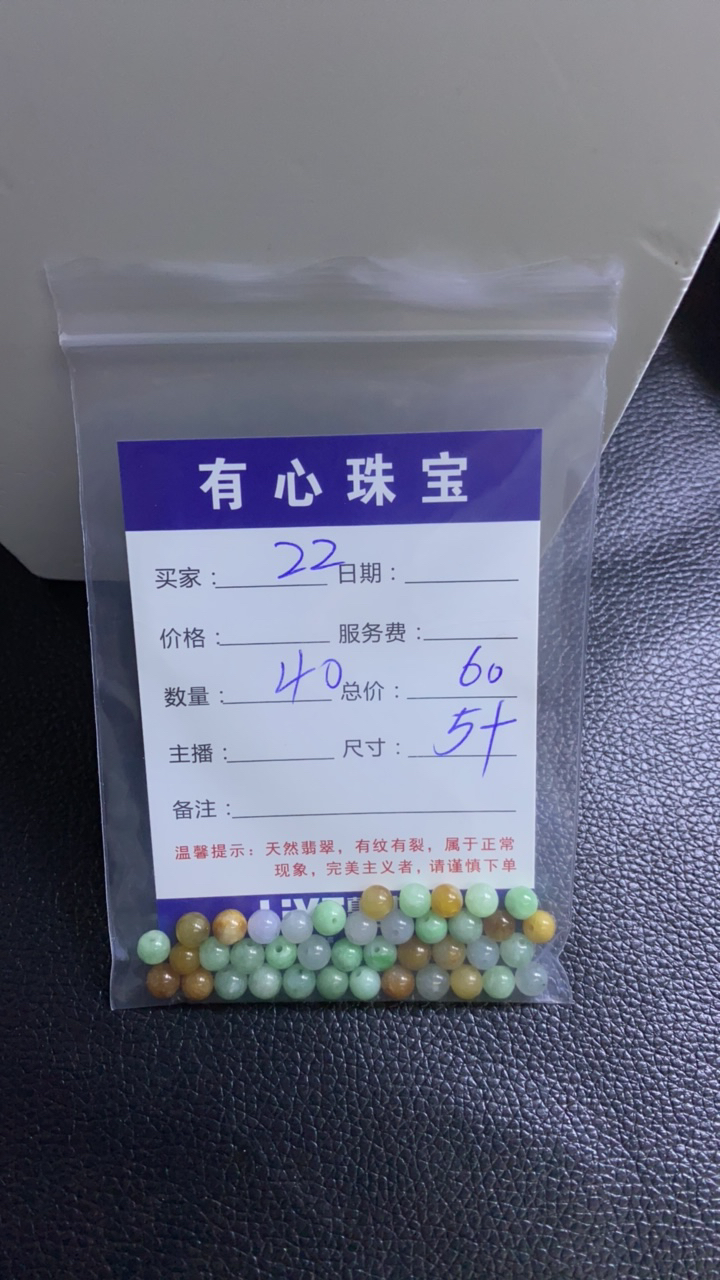 有心珠宝
买家：22 日期：
价格： 服务费：
数量：40 总价：60
主播： 尺寸：5+
备注：
温馨提示：天然翡翠，有纹有裂，属于正常
现象，完美主义者，请谨慎下单
LIVE